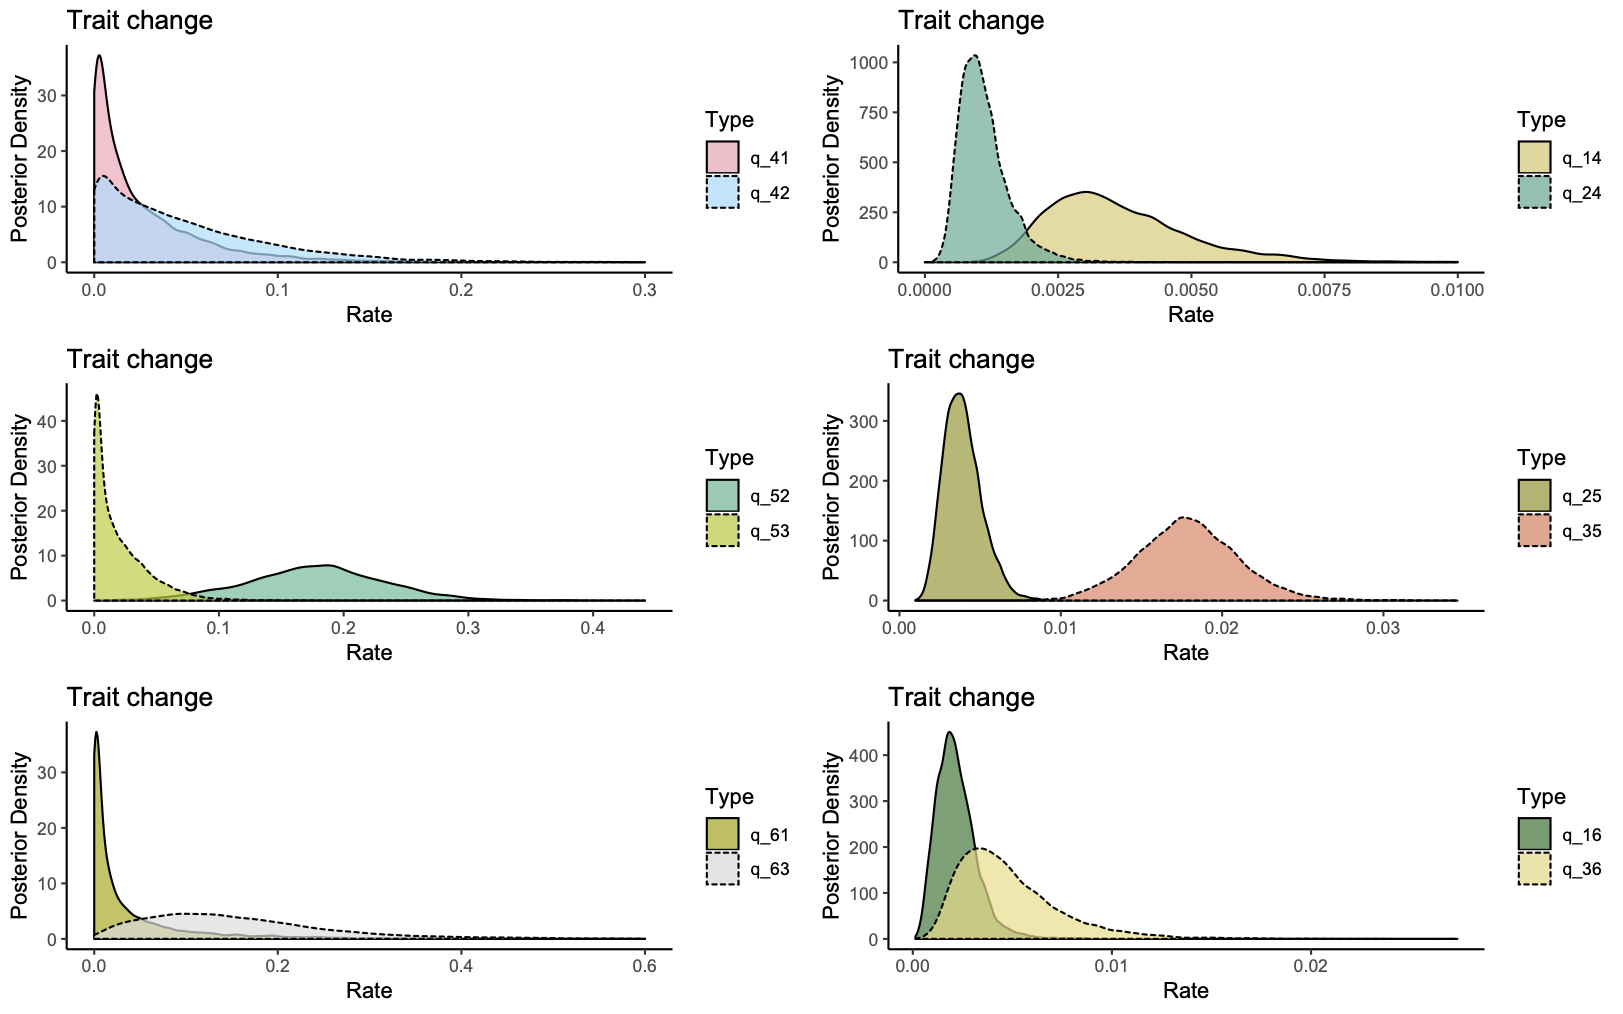 Trait change
Posterior Density
30
20
10
0
0.0 0.1 0.2 0.3
Rate
Type
q_41
q_42
Trait change
Posterior Density
1000
750
500
250
0
0.0000 0.0025 0.0050 0.0075 0.0100
Rate
Type
q_14
q_24
Trait change
Posterior Density
40
30
20
10
0
0.0 0.1 0.2 0.3 0.4
Rate
Type
q_52
q_53
Trait change
Posterior Density
300
200
100
0
0.00 0.01 0.02 0.03
Rate
Type
q_25
q_35
Trait change
Posterior Density
30
20
10
0
0.0 0.2 0.4 0.6
Rate
Type
q_61
q_63
Trait change
Posterior Density
400
300
200
100
0
0.00 0.01 0.02
Rate
Type
q_16
q_36